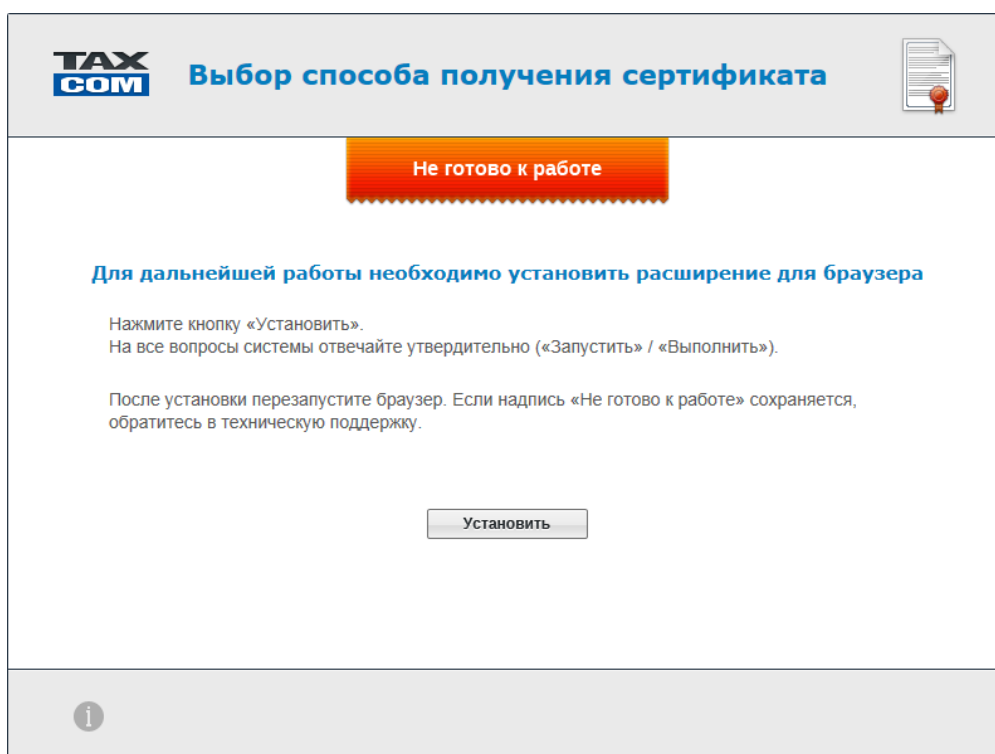 TAX
COM
Выбор способа получения сертификата
Не готово к работе
Для дальнейшей работы необходимо установить расширение для браузера
Нажмите кнопку «Установить».
На все вопросы системы отвечайте утвердительно («Запустить» / «Выполнить»).
После установки перезапустите браузер. Если надпись «Не готово к работе» сохраняется,
обратитесь в техническую поддержку.
Установить
i